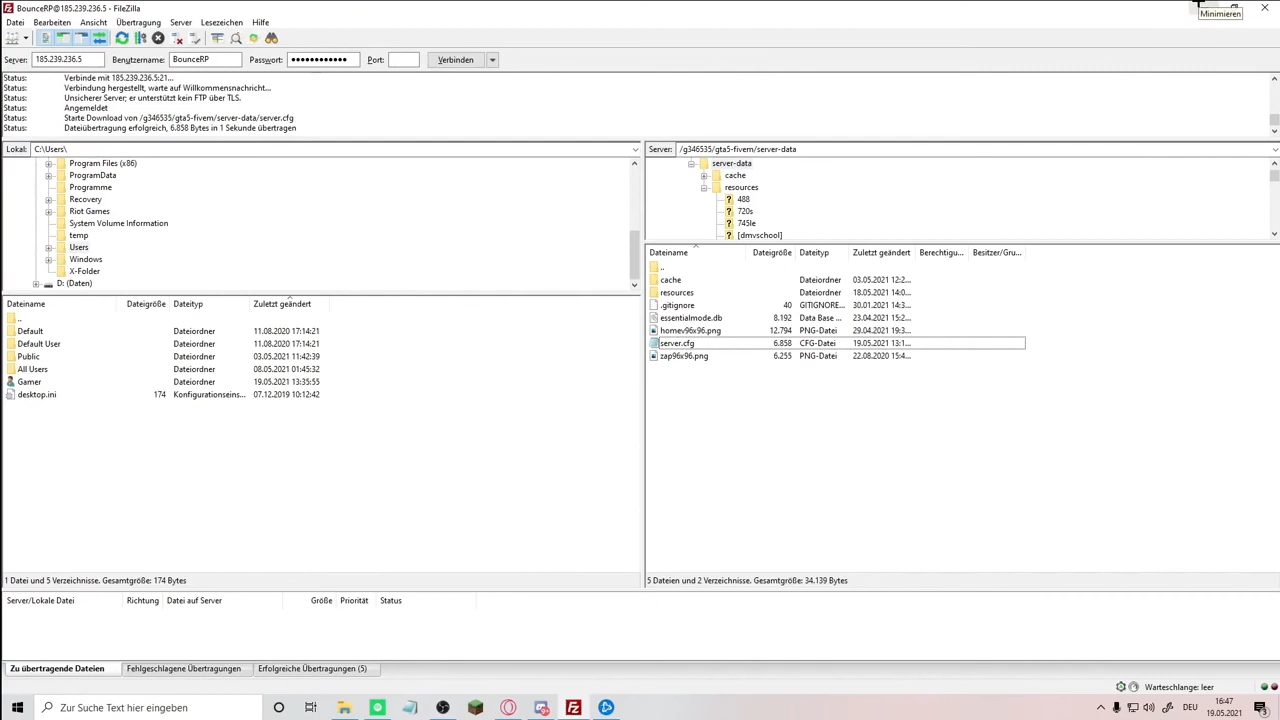 BounceRP@185.239.236.5 - FileZilla
Minimieren
Datei Bearbeiten Ansicht Übertragung Server Lesezeichen Hilfe
Server: 185.239.236.5 Benutzername: BounceRP Passwort: ●●●●●●●●●●●● Port: Verbinden
Status: Verbinde mit 185.239.236.5:21...
Status: Verbindung hergestellt, warte auf Willkommensnachricht...
Status: Unsicherer Server; er unterstützt kein FTP über TLS.
Status: Angemeldet
Status: Starte Download von /g346535/gta5-fivem/server-data/server.cfg
Status: Dateiübertragung erfolgreich, 6.858 Bytes in 1 Sekunde übertragen
Lokal: C:\Users\
Program Files (x86)
ProgramData
Programme
Recovery
Riot Games
System Volume Information
temp
Users
Windows
X-Folder
D: (Daten)
Dateiname Dateigröße Dateityp Zuletzt geändert
..
Default Dateiordner 11.08.2020 17:14:21
Default User Dateiordner 11.08.2020 17:14:21
Public Dateiordner 03.05.2021 11:42:39
All Users Dateiordner 08.05.2021 01:45:32
Gamer Dateiordner 19.05.2021 13:35:55
desktop.ini 174 Konfigurationseins... 07.12.2019 10:12:42
1 Datei und 5 Verzeichnisse. Gesamtgröße: 174 Bytes
Server: /g346535/gta5-fivem/server-data
server-data
cache
resources
488
720s
745le
[dmvschool]
Dateiname Dateigröße Dateityp Zuletzt geändert Berechtigu... Besitzer/Gru...
..
cache Dateiordner 03.05.2021 12:2...
resources Dateiordner 18.05.2021 14:0...
.gitignore 40 GITIGNORE... 30.01.2021 14:3...
essentialmode.db 8.192 Data Base ... 23.04.2021 15:2...
homev96x96.png 12.794 PNG-Datei 29.04.2021 19:3...
server.cfg 6.858 CFG-Datei 19.05.2021 13:1...
zap96x96.png 6.255 PNG-Datei 22.08.2020 15:4...
5 Dateien und 2 Verzeichnisse. Gesamtgröße: 34.139 Bytes
Server/Lokale Datei Richtung Datei auf Server Größe Priorität Status
Zu übertragende Dateien Fehlgeschlagene Übertragungen Erfolgreiche Übertragungen (5)
Warteschlange: leer
Zur Suche Text hier eingeben
DEU
16:47
19.05.2021